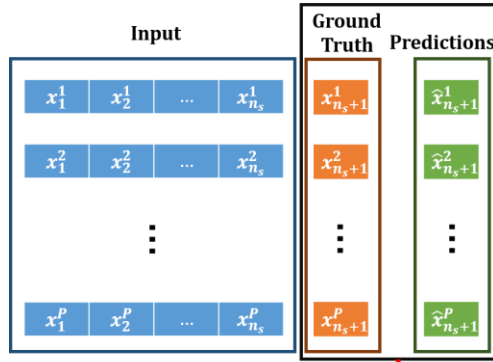 Input Ground Truth Predictions
x_1^1 x_2^1 ... x_{n_s}^1 x_{n_s+1}^1 x̂_{n_s+1}^1
x_1^2 x_2^2 ... x_{n_s}^2 x_{n_s+1}^2 x̂_{n_s+1}^2
⋮ ⋮ ⋮
x_1^P x_2^P ... x_{n_s}^P x_{n_s+1}^P x̂_{n_s+1}^P